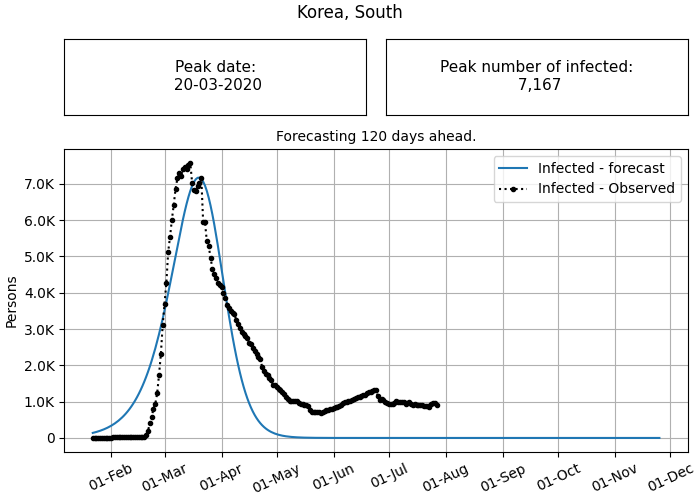 Korea, South
Peak date:
20-03-2020
Peak number of infected:
7,167
Forecasting 120 days ahead.
Infected - forecast
Infected - Observed
Persons
7.0K
6.0K
5.0K
4.0K
3.0K
2.0K
1.0K
0
01-Feb
01-Mar
01-Apr
01-May
01-Jun
01-Jul
01-Aug
01-Sep
01-Oct
01-Nov
01-Dec